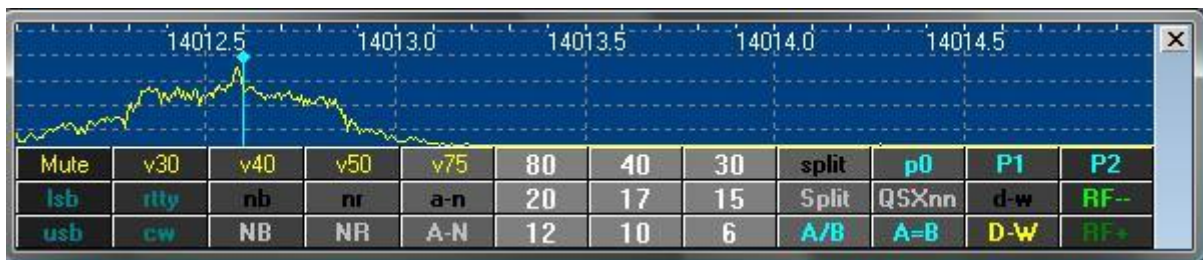 14012.5 14013.0 14013.5 14014.0 14014.5 X
Mute v30 v40 v50 v75 80 40 30 split p0 P1 P2
lsb rtty nb nr a-n 20 17 15 Split QSXnn d-w RF--
usb cw NB NR A-N 12 10 6 A/B A=B D-W RF+